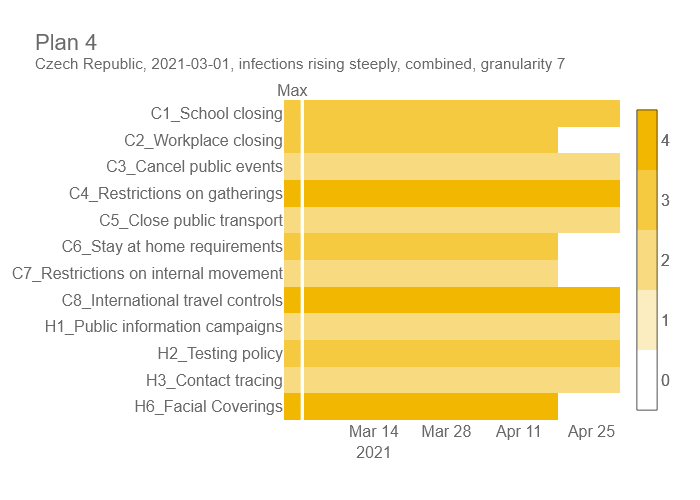 Plan 4
Czech Republic, 2021-03-01, infections rising steeply, combined, granularity 7
Max
C1_School closing
C2_Workplace closing
C3_Cancel public events
C4_Restrictions on gatherings
C5_Close public transport
C6_Stay at home requirements
C7_Restrictions on internal movement
C8_International travel controls
H1_Public information campaigns
H2_Testing policy
H3_Contact tracing
H6_Facial Coverings
4
3
2
1
0
Mar 14 Mar 28 Apr 11 Apr 25
2021